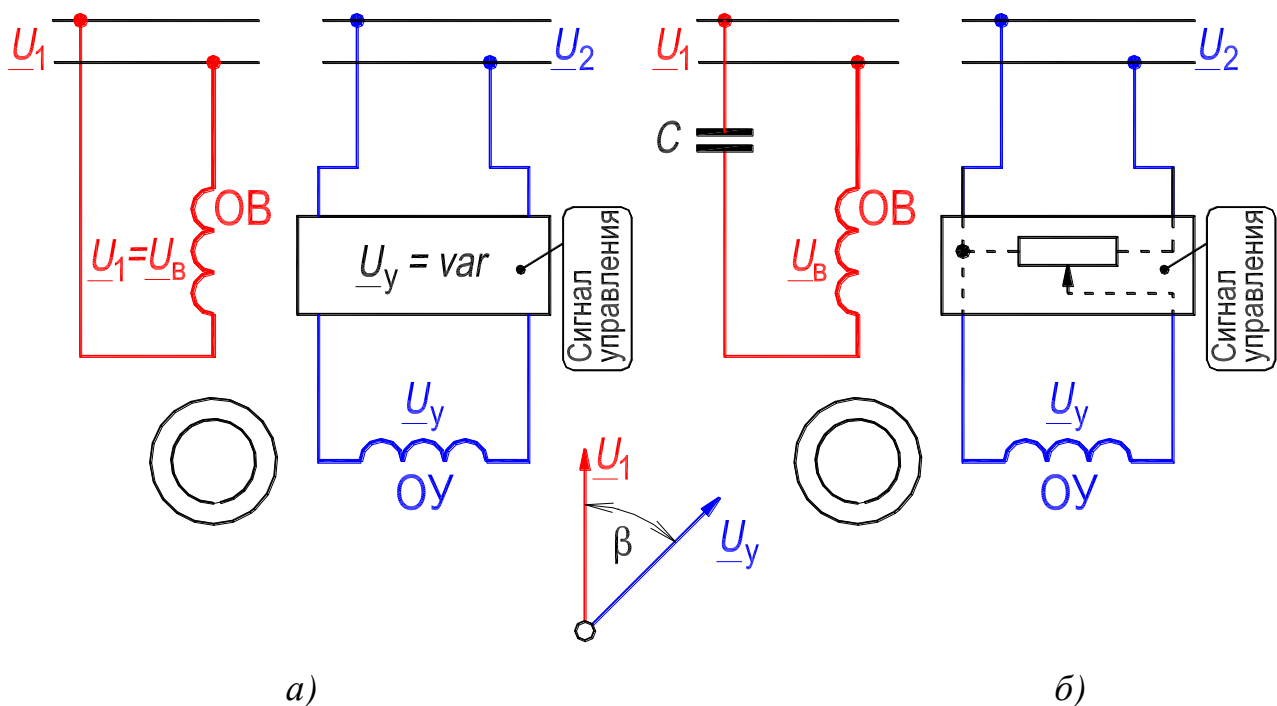 U1
U2
U1
U2
C
ОВ
ОВ
U1=Uв
Uу = var
Сигнал
управления
Uв
Сигнал
управления
Uу
ОУ
Uу
ОУ
U1
β
Uу
а)
б)